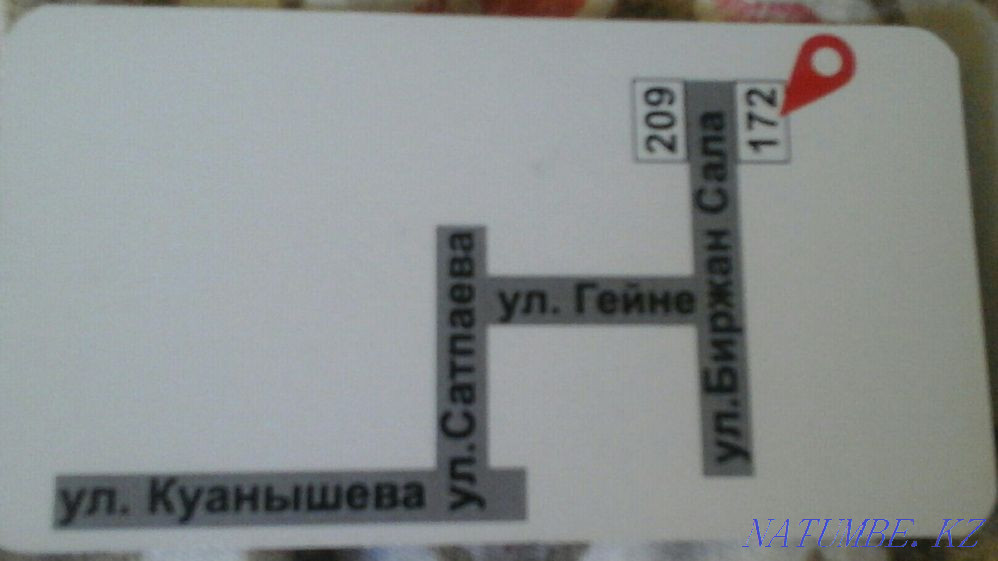 209
172
ул.Биржан Сала
ул. Гейне
ул.Сатпаева
ул. Куанышева
NATUMBE. KZ